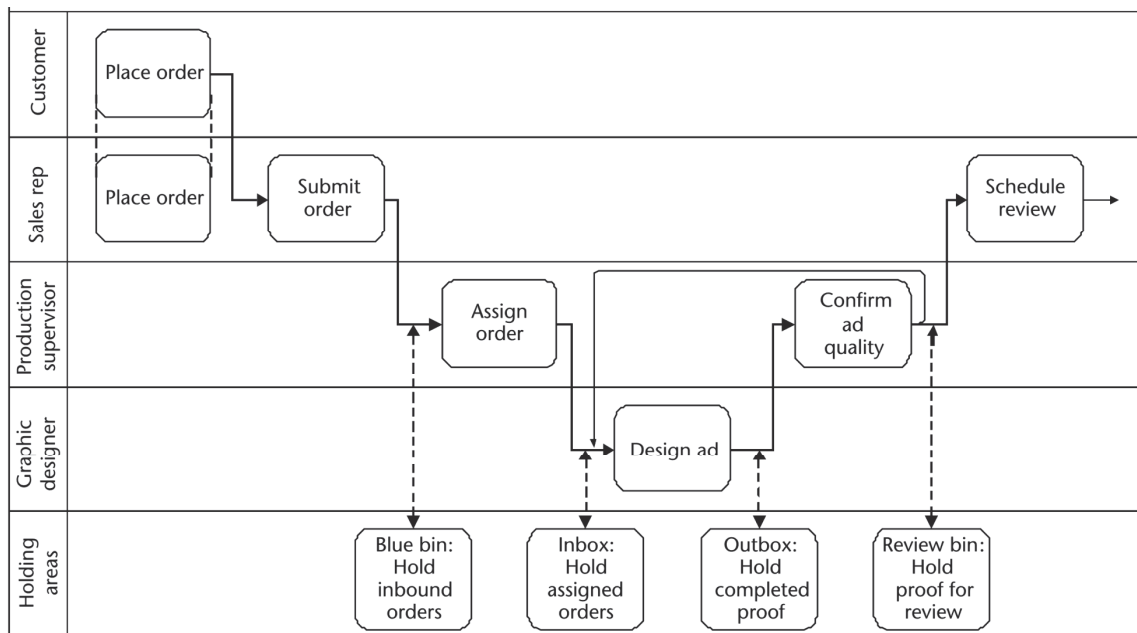 Customer
Place order
Sales rep
Place order
Submit
order
Schedule
review
Production
supervisor
Assign
order
Confirm
ad
quality
Graphic
designer
Design ad
Holding
areas
Blue bin:
Hold
inbound
orders
Inbox:
Hold
assigned
orders
Outbox:
Hold
completed
proof
Review bin:
Hold
proof for
review